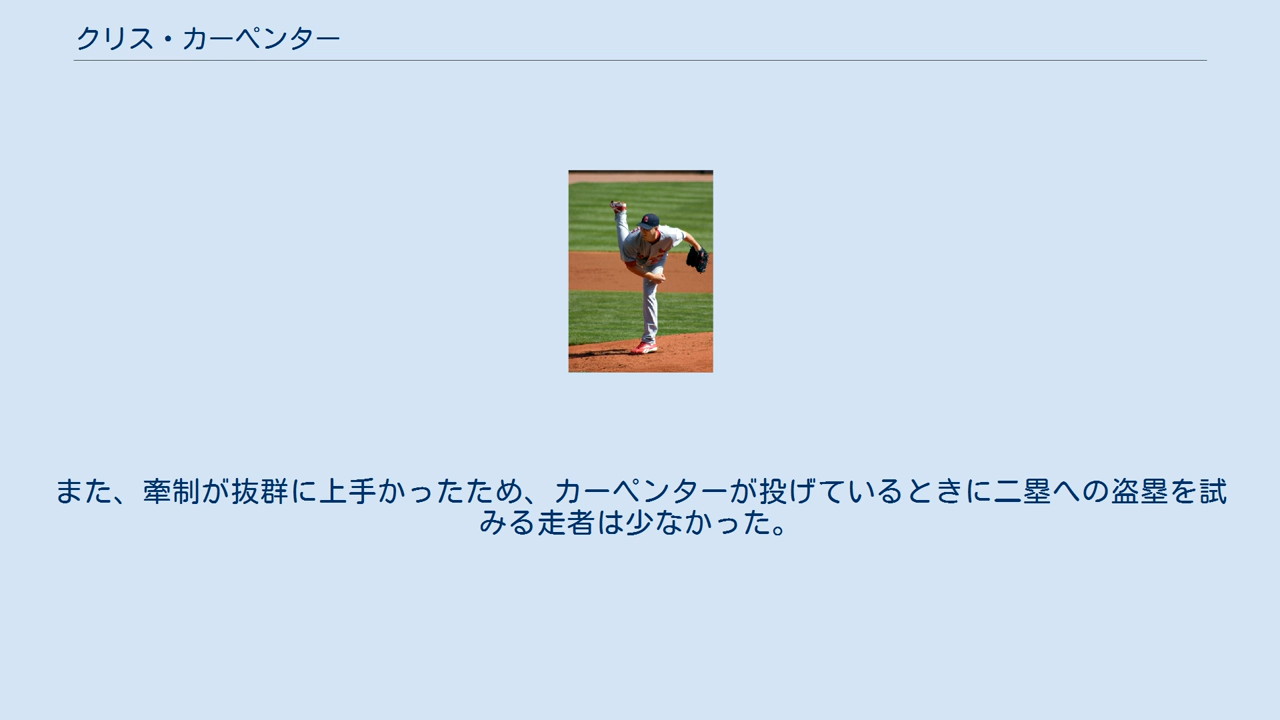 クリス・カーペンター
また、牽制が抜群に上手かったため、カーペンターが投げているときに二塁への盗塁を試
みる走者は少なかった。